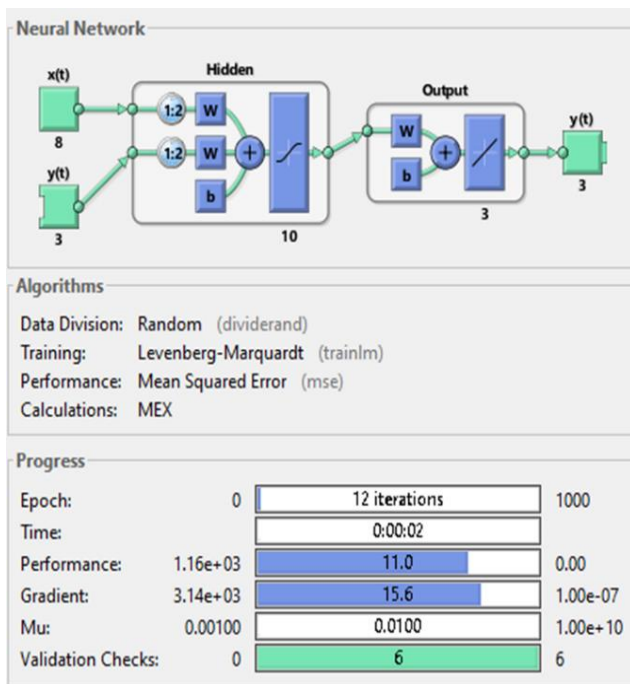 Neural Network
Hidden
x(t)
Output
1:2 W
W
y(t)
8
+
+
y(t)
1:2 W
b
b
3
3
3
10
Algorithms
Data Division: Random (dividerand)
Training: Levenberg-Marquardt (trainlm)
Performance: Mean Squared Error (mse)
Calculations: MEX
Progress
Epoch: 0 12 iterations 1000
Time: 0:00:02
Performance: 1.16e+03 11.0 0.00
Gradient: 3.14e+03 15.6 1.00e-07
Mu: 0.00100 0.0100 1.00e+10
Validation Checks: 0 6 6